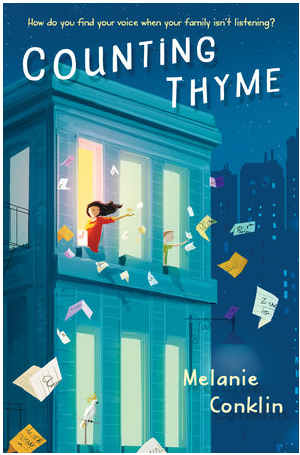 How do you find your voice when your family isn't listening?
COUNTING
THYME
Melanie
Conklin